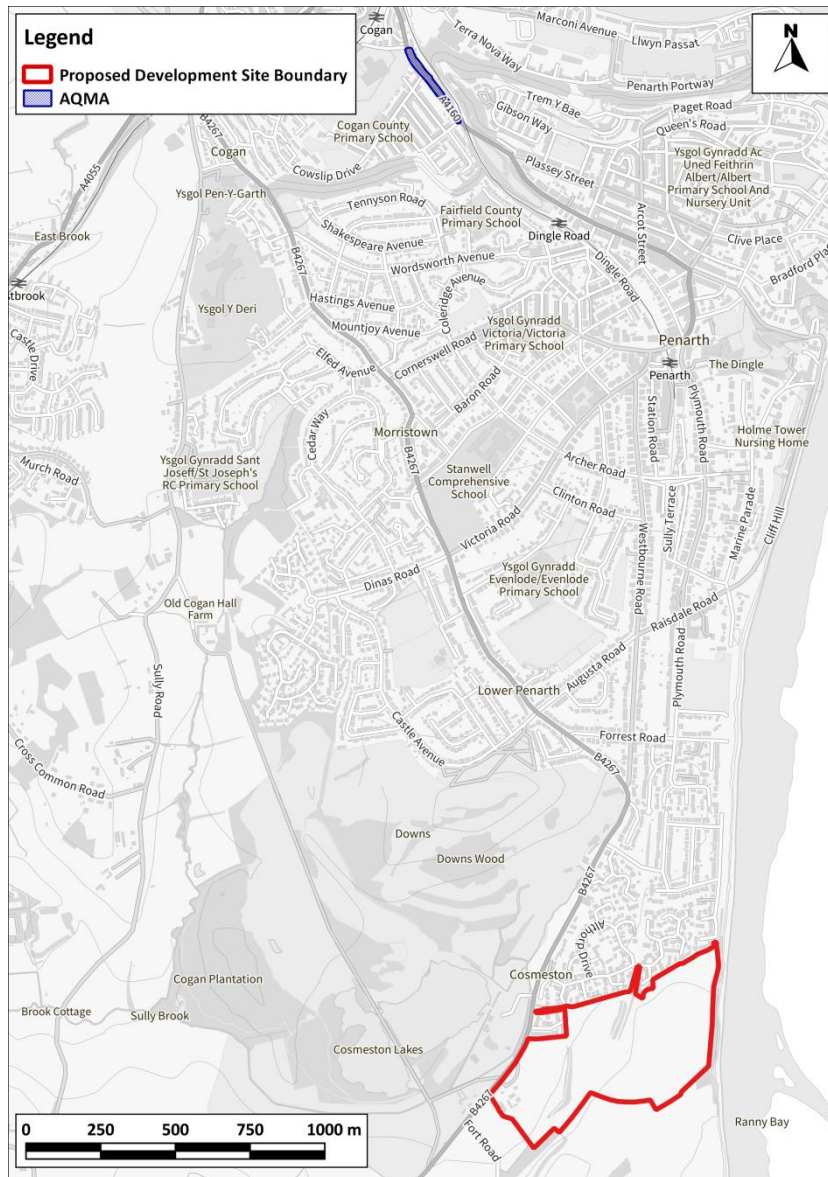 Legend
Proposed Development Site Boundary
AQMA
N
Cogan
Marconi Avenue
Llwyn Passat
Terra Nova Way
Penarth Portway
A4160
Trem Y Bae
Gibson Way
Paget Road
Queen's Road
B4267
Cogan
Cogan County
Primary School
Plassey Street
Ysgol Gynradd Ac
Uned Feithrin
Albert/Albert
Primary School And
Nursery Unit
A4055
Cowslip Drive
Ysgol Pen-Y-Garth
Tennyson Road
Fairfield County
Primary School
Arcot Street
East Brook
Shakespeare Avenue
Dingle Road
Clive Place
Wordsworth Avenue
B4267
Dingle Road
Bradford Pla
stbrook
Ysgol Y Deri
Hastings Avenue
Coleridge Avenue
Mountjoy Avenue
Ysgol Gynradd
Victoria/Victoria
Primary School
Penarth
Castle Drive
Elfed Avenue
Cornerswell Road
Penarth
The Dingle
Baron Road
Station Road
Plymouth Road
Cedar Way
Morristown
Holme Tower
Nursing Home
B4267
Murch Road
Ysgol Gynradd Sant
Joseff/St Joseph's
RC Primary School
Stanwell
Comprehensive
School
Archer Road
Clinton Road
Sully Terrace
Marine Parade
Cliff Hill
Victoria Road
Westbourne Road
Dinas Road
Ysgol Gynradd
Evenlode/Evenlode
Primary School
Old Cogan Hall
Farm
Raisdale Road
Sully Road
Augusta Road
Plymouth Road
Lower Penarth
Castle Avenue
Forrest Road
Cross Common Road
B4267
Downs
Downs Wood
B4267
Althorp Drive
Cogan Plantation
Cosmeston
Brook Cottage
Sully Brook
Cosmeston Lakes
B4267
Fort Road
Ranny Bay
0 250 500 750 1000 m